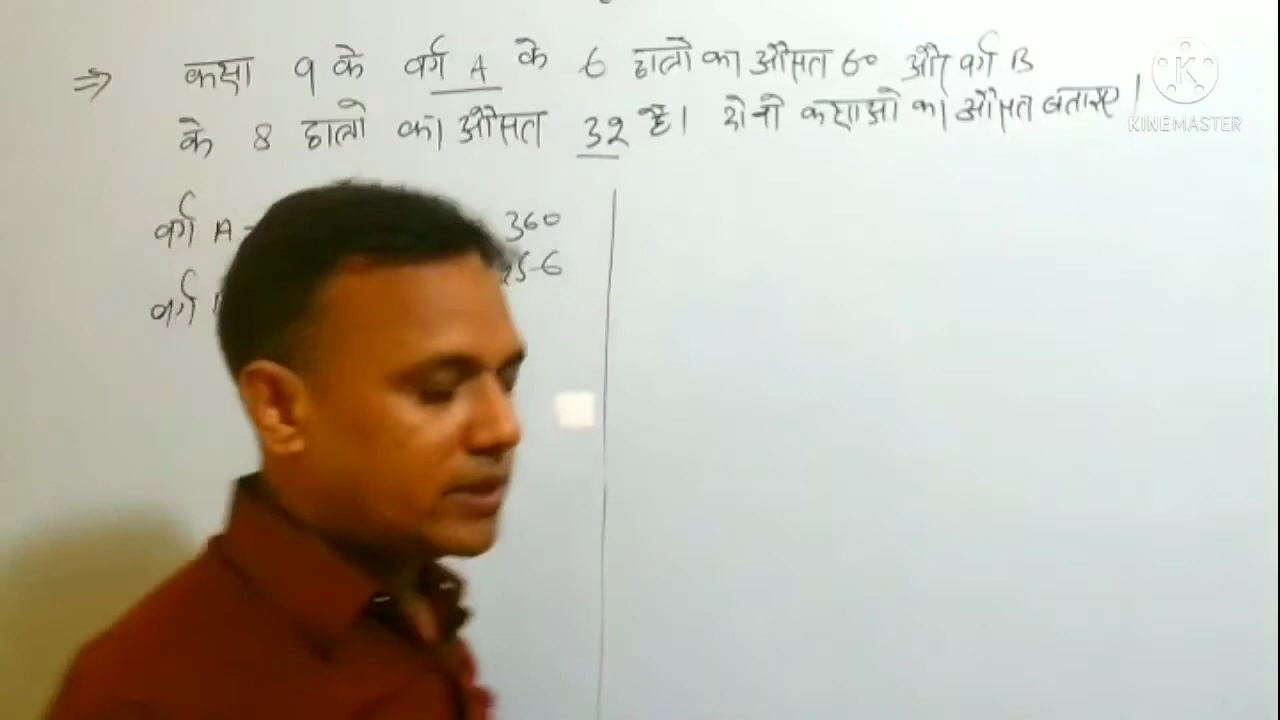 ⇒ कक्षा 9 के वर्ग A के 6 छात्रो का औसत 60 और वर्ग B
के 8 छात्रो का औसत 32 है। दोनो कक्षाओ का औसत बताइए।
वर्ग A - 360
वर्ग 256
K
KINEMASTER